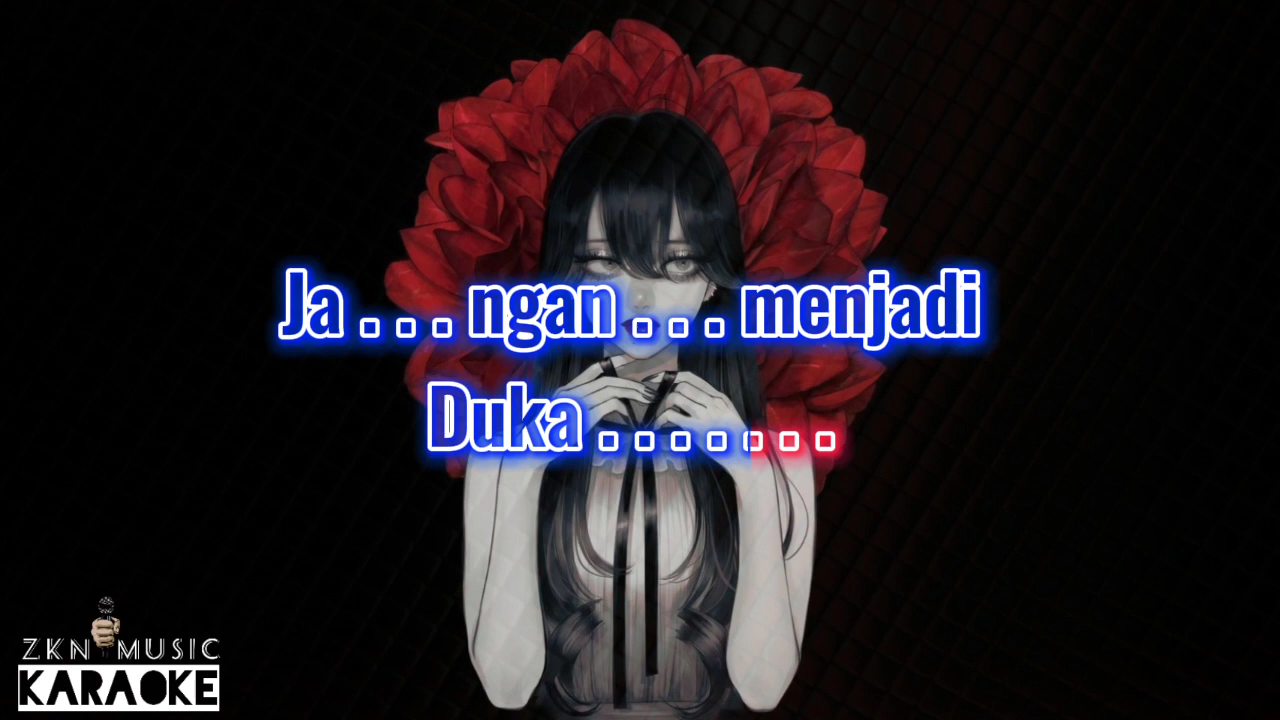 Ja . . . ngan . . . menjadi
Duka . . . . . . .
ZKN MUSIC
KARAOKE